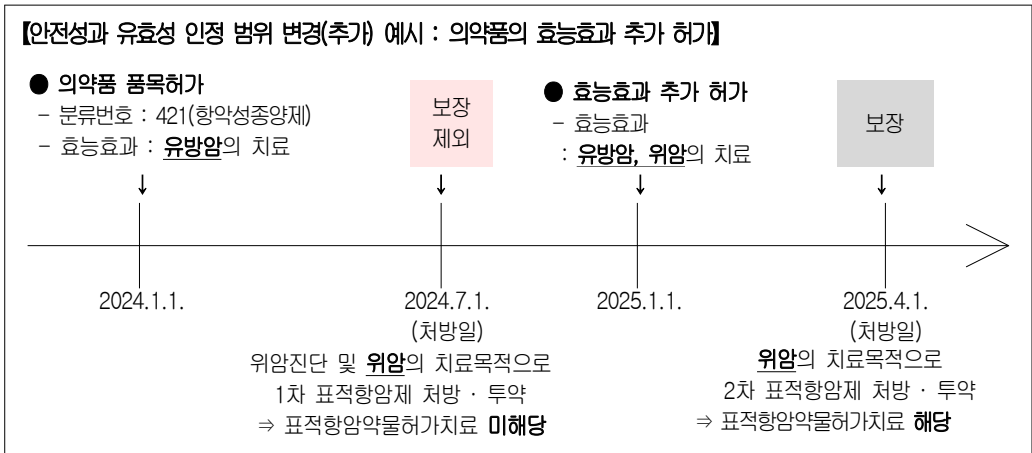 【안전성과 유효성 인정 범위 변경(추가) 예시 : 의약품의 효능효과 추가 허가】
● 의약품 품목허가
- 분류번호 : 421(항악성종양제)
- 효능효과 : 유방암의 치료
보장
제외
● 효능효과 추가 허가
- 효능효과
: 유방암, 위암의 치료
보장
↓ ↓ ↓ ↓
2024.1.1.
2024.7.1.
(처방일)
위암진단 및 위암의 치료목적으로
1차 표적항암제 처방 · 투약
⇒ 표적항암약물허가치료 미해당
2025.1.1.
2025.4.1.
(처방일)
위암의 치료목적으로
2차 표적항암제 처방 · 투약
⇒ 표적항암약물허가치료 해당